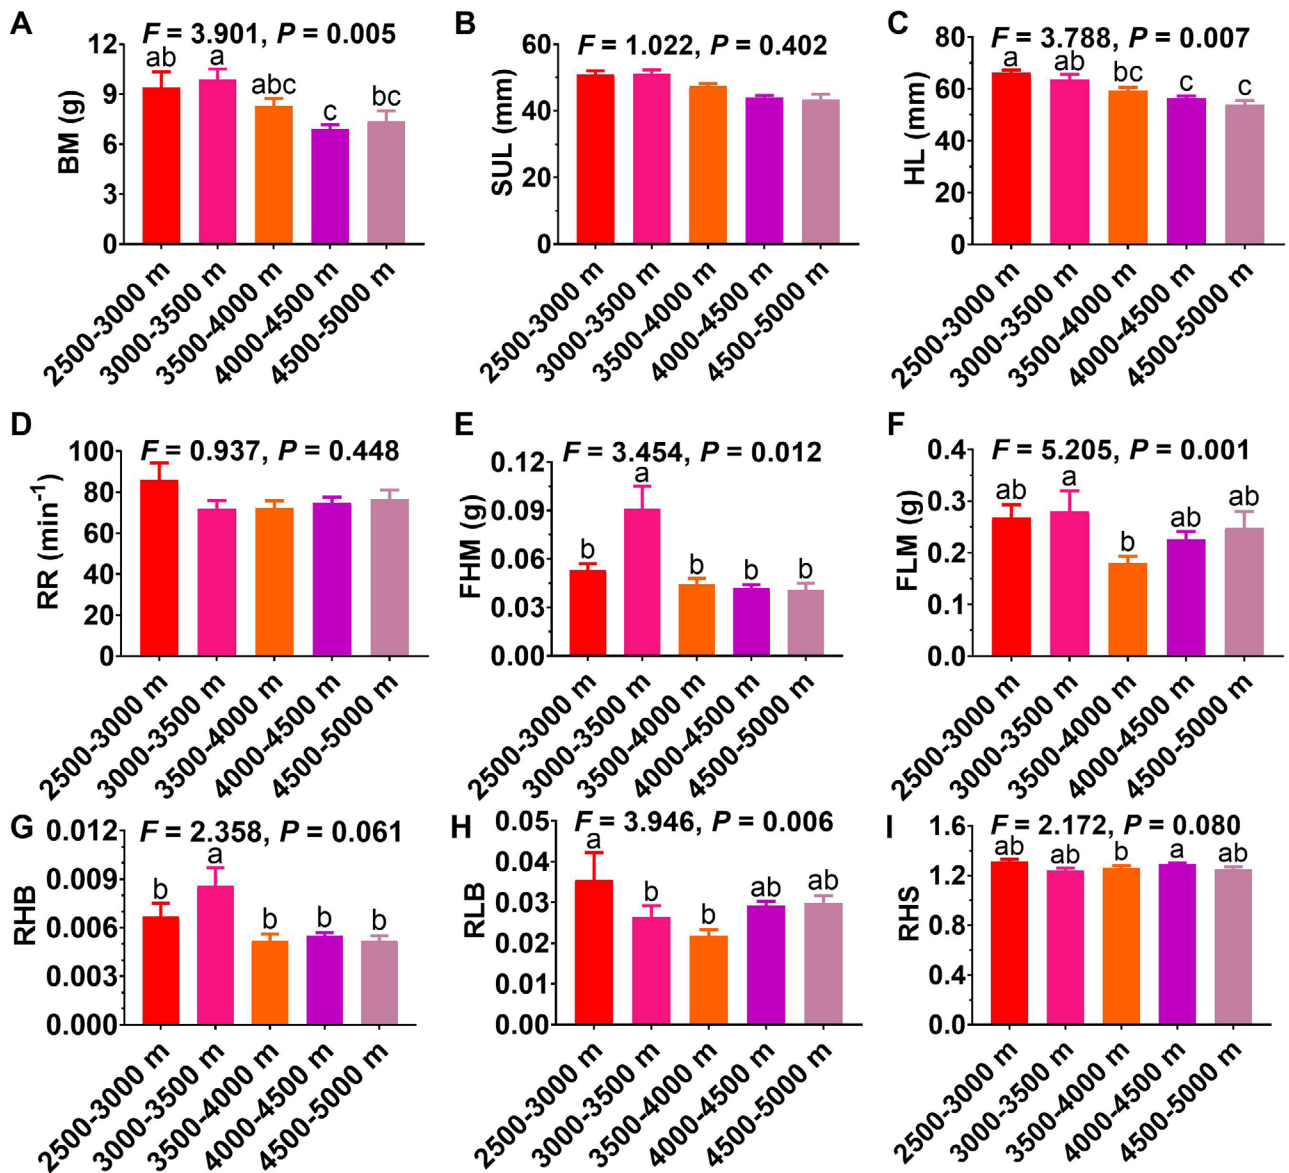 A
F = 3.901, P = 0.005
BM (g)
12
9
6
3
0
ab
a
abc
c
bc
2500-3000 m
3000-3500 m
3500-4000 m
4000-4500 m
4500-5000 m
B
F = 1.022, P = 0.402
SUL (mm)
60
40
20
0
2500-3000 m
3000-3500 m
3500-4000 m
4000-4500 m
4500-5000 m
C
F = 3.788, P = 0.007
HL (mm)
80
60
40
20
0
a
ab
bc
c
c
2500-3000 m
3000-3500 m
3500-4000 m
4000-4500 m
4500-5000 m
D
F = 0.937, P = 0.448
RR (min⁻¹)
100
80
60
40
20
0
2500-3000 m
3000-3500 m
3500-4000 m
4000-4500 m
4500-5000 m
E
F = 3.454, P = 0.012
FHM (g)
0.12
0.09
0.06
0.03
0.00
b
a
b
b
b
2500-3000 m
3000-3500 m
3500-4000 m
4000-4500 m
4500-5000 m
F
F = 5.205, P = 0.001
FLM (g)
0.4
0.3
0.2
0.1
0.0
ab
a
b
ab
ab
2500-3000 m
3000-3500 m
3500-4000 m
4000-4500 m
4500-5000 m
G
F = 2.358, P = 0.061
RHB
0.012
0.009
0.006
0.003
0.000
b
a
b
b
b
2500-3000 m
3000-3500 m
3500-4000 m
4000-4500 m
4500-5000 m
H
F = 3.946, P = 0.006
RLB
0.05
0.04
0.03
0.02
0.01
0.00
a
b
b
ab
ab
2500-3000 m
3000-3500 m
3500-4000 m
4000-4500 m
4500-5000 m
I
F = 2.172, P = 0.080
RHS
1.6
1.2
0.8
0.4
0.0
ab
ab
b
a
ab
2500-3000 m
3000-3500 m
3500-4000 m
4000-4500 m
4500-5000 m